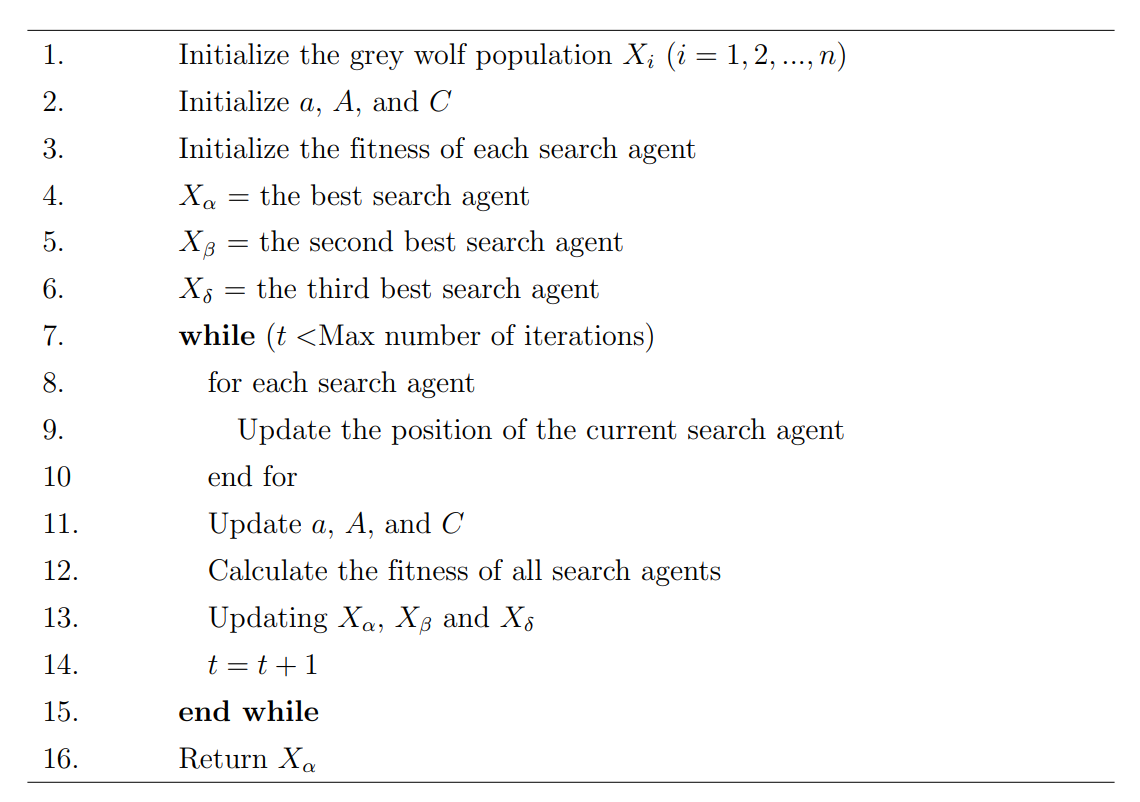 1. Initialize the grey wolf population Xᵢ (i = 1, 2, ..., n)
2. Initialize a, A, and C
3. Initialize the fitness of each search agent
4. X_α = the best search agent
5. X_β = the second best search agent
6. X_δ = the third best search agent
7. while (t <Max number of iterations)
8. for each search agent
9. Update the position of the current search agent
10 end for
11. Update a, A, and C
12. Calculate the fitness of all search agents
13. Updating X_α, X_β and X_δ
14. t = t + 1
15. end while
16. Return X_α